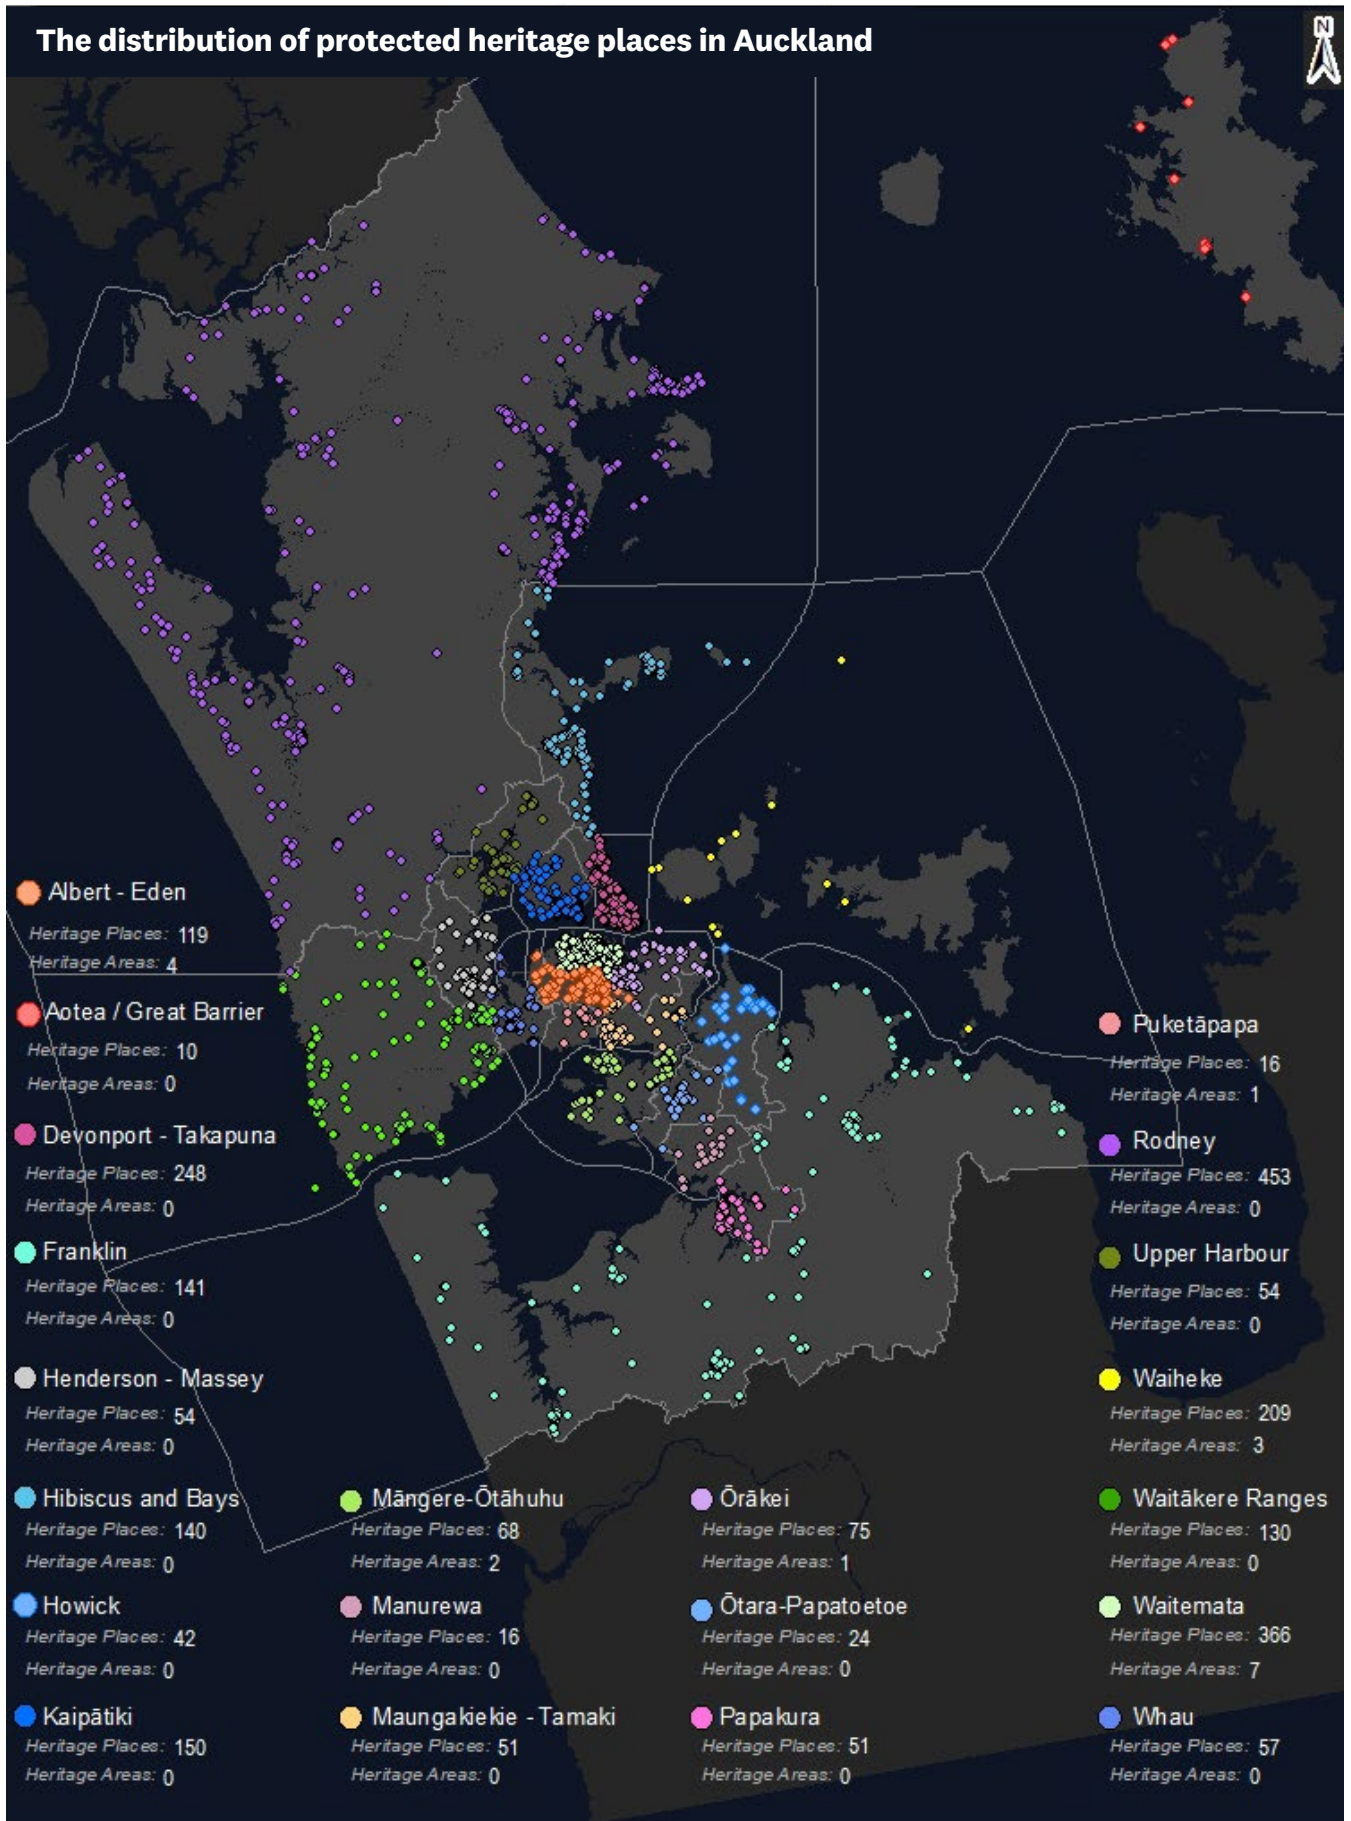 The distribution of protected heritage places in Auckland
N
Albert - Eden
Heritage Places: 119
Heritage Areas: 4
Aotea / Great Barrier
Heritage Places: 10
Heritage Areas: 0
Devonport - Takapuna
Heritage Places: 248
Heritage Areas: 0
Franklin
Heritage Places: 141
Heritage Areas: 0
Henderson - Massey
Heritage Places: 54
Heritage Areas: 0
Hibiscus and Bays
Heritage Places: 140
Heritage Areas: 0
Howick
Heritage Places: 42
Heritage Areas: 0
Kaipātiki
Heritage Places: 150
Heritage Areas: 0
Māngere-Ōtāhuhu
Heritage Places: 68
Heritage Areas: 2
Manurewa
Heritage Places: 16
Heritage Areas: 0
Maungakiekie - Tamaki
Heritage Places: 51
Heritage Areas: 0
Ōrākei
Heritage Places: 75
Heritage Areas: 1
Ōtara-Papatoetoe
Heritage Places: 24
Heritage Areas: 0
Papakura
Heritage Places: 51
Heritage Areas: 0
Puketāpapa
Heritage Places: 16
Heritage Areas: 1
Rodney
Heritage Places: 453
Heritage Areas: 0
Upper Harbour
Heritage Places: 54
Heritage Areas: 0
Waiheke
Heritage Places: 209
Heritage Areas: 3
Waitākere Ranges
Heritage Places: 130
Heritage Areas: 0
Waitemata
Heritage Places: 366
Heritage Areas: 7
Whau
Heritage Places: 57
Heritage Areas: 0